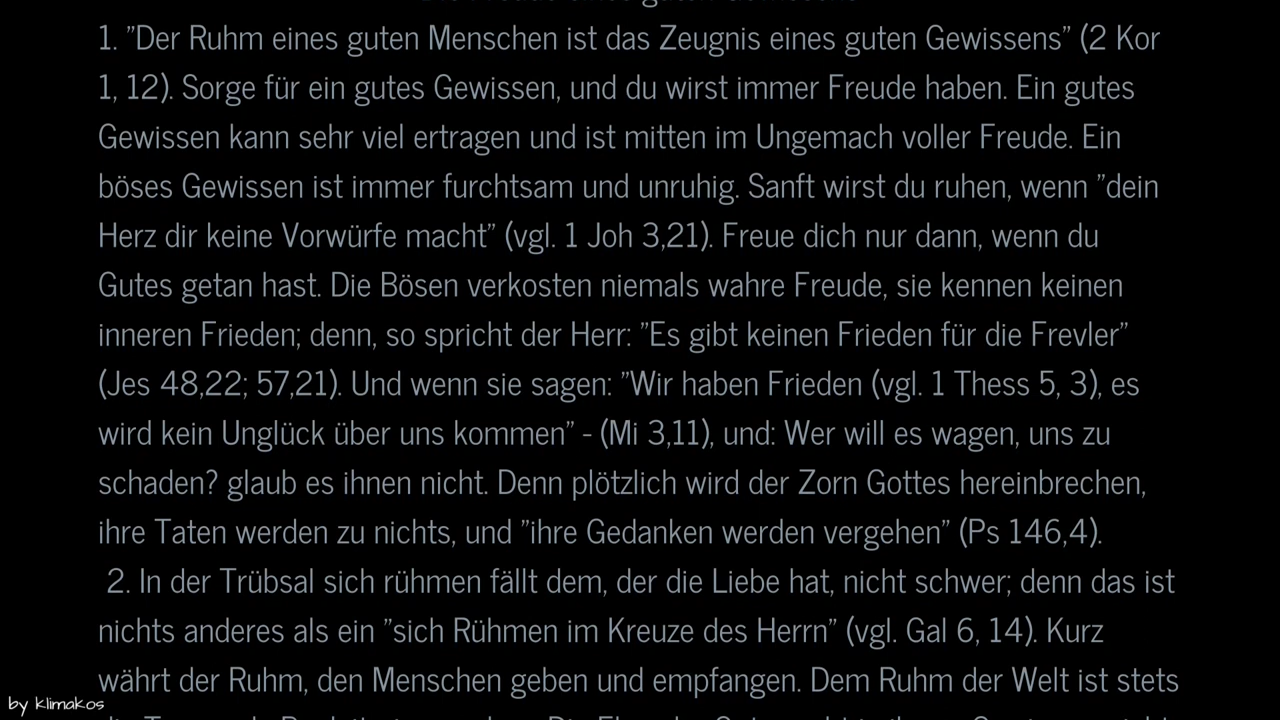 1. "Der Ruhm eines guten Menschen ist das Zeugnis eines guten Gewissens" (2 Kor
1, 12). Sorge für ein gutes Gewissen, und du wirst immer Freude haben. Ein gutes
Gewissen kann sehr viel ertragen und ist mitten im Ungemach voller Freude. Ein
böses Gewissen ist immer furchtsam und unruhig. Sanft wirst du ruhen, wenn "dein
Herz dir keine Vorwürfe macht" (vgl. 1 Joh 3,21). Freue dich nur dann, wenn du
Gutes getan hast. Die Bösen verkosten niemals wahre Freude, sie kennen keinen
inneren Frieden; denn, so spricht der Herr: "Es gibt keinen Frieden für die Frevler"
(Jes 48,22; 57,21). Und wenn sie sagen: "Wir haben Frieden (vgl. 1 Thess 5, 3), es
wird kein Unglück über uns kommen" - (Mi 3,11), und: Wer will es wagen, uns zu
schaden? glaub es ihnen nicht. Denn plötzlich wird der Zorn Gottes hereinbrechen,
ihre Taten werden zu nichts, und "ihre Gedanken werden vergehen" (Ps 146,4).
2. In der Trübsal sich rühmen fällt dem, der die Liebe hat, nicht schwer; denn das ist
nichts anderes als ein "sich Rühmen im Kreuze des Herrn" (vgl. Gal 6, 14). Kurz
währt der Ruhm, den Menschen geben und empfangen. Dem Ruhm der Welt ist stets
by klimakos